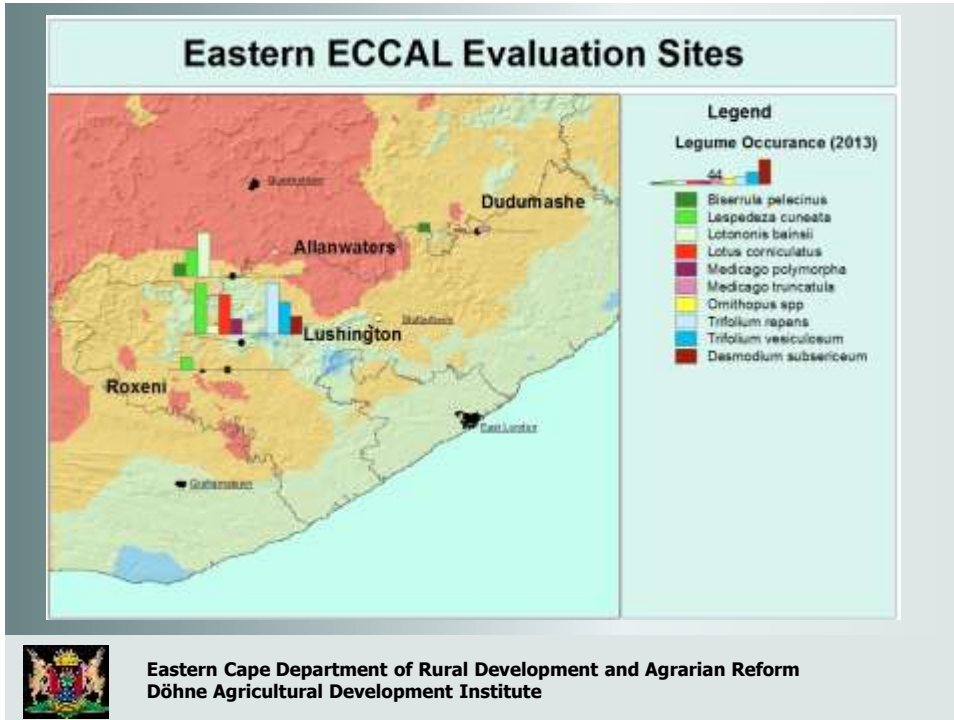 Eastern ECCAL Evaluation Sites
Legend
Legume Occurance (2013)
44
Biserrula pelecinus
Lespedeza cuneata
Lotononis bainsii
Lotus corniculatus
Medicago polymorpha
Medicago truncatula
Ornithopus spp
Trifolium repens
Trifolium vesiculosum
Desmodium subsericeum
Queenstown
Dudumashe
Allanwaters
Lushington
Roxeni
East London
Grahamstown
Eastern Cape Department of Rural Development and Agrarian Reform
Döhne Agricultural Development Institute